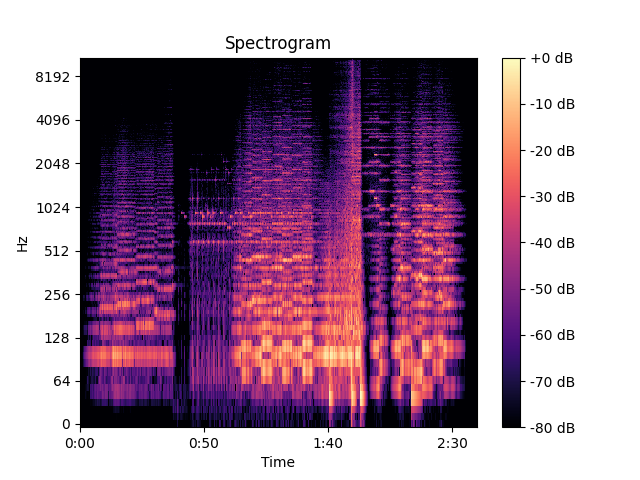 Spectrogram
8192
4096
2048
1024
512
256
128
64
0
Hz
0:00 0:50 1:40 2:30
Time
+0 dB
-10 dB
-20 dB
-30 dB
-40 dB
-50 dB
-60 dB
-70 dB
-80 dB